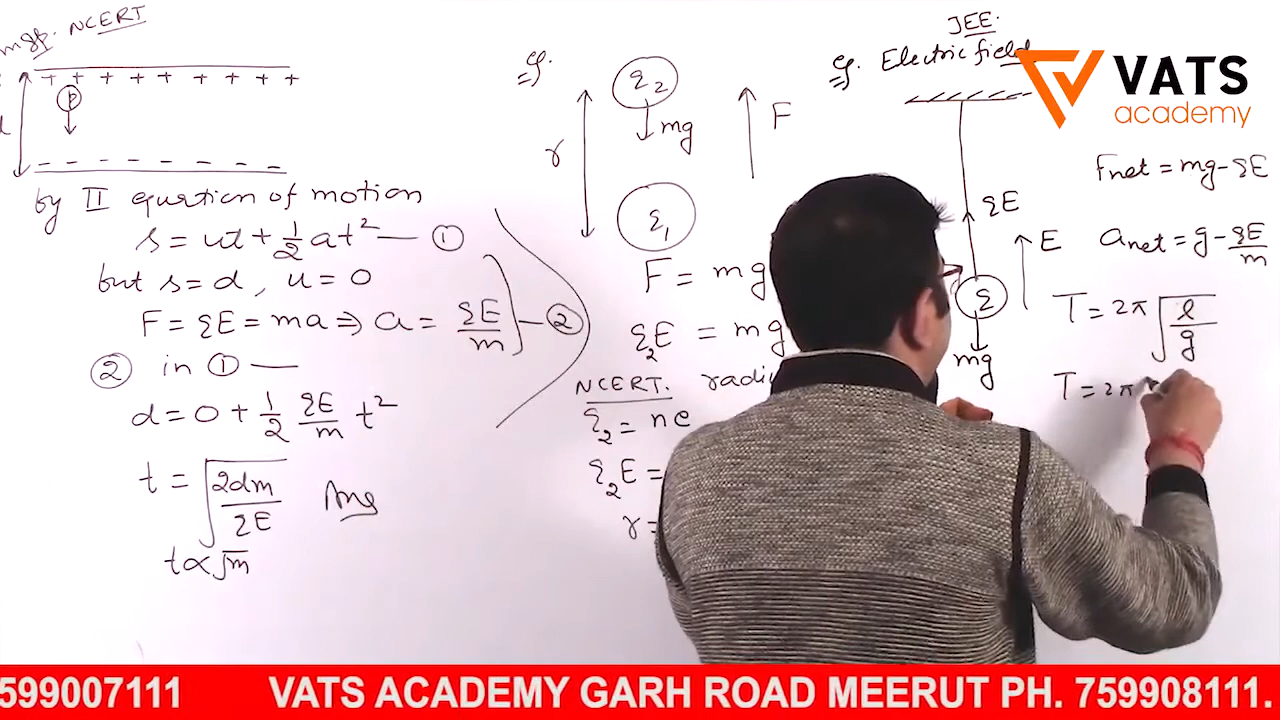 NCERT
+ + + + + + + + +
P
- - - - - - - -
by II equation of motion
s = ut + 1/2 at² — ①
but s = d, u = 0
F = qE = ma ⇒ a = qE/m — ②
② in ① —
d = 0 + 1/2 qE/m t²
t = √(2dm/qE) Ans
t ∝ √m
eg.
q₂
mg
F
r
q₁
F = mg
q₂E = mg
NCERT.
q₂ = ne
q₂E =
r =
JEE.
eg. Electric field
qE
E
q
mg
Fnet = mg - qE
anet = g - qE/m
T = 2π √(l/g)
T = 2π
VATS
academy
599007111 VATS ACADEMY GARH ROAD MEERUT PH. 759908111.